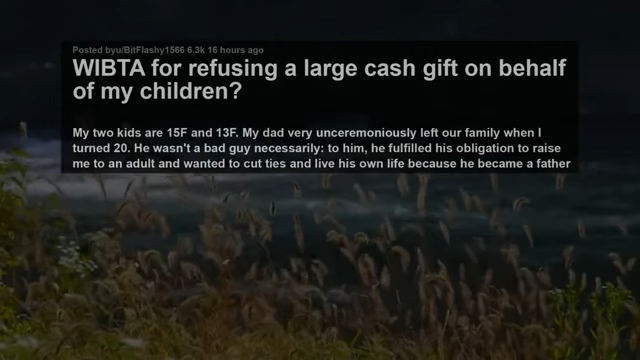 Posted byu/BitFlashy1566 6.3k 16 hours ago
WIBTA for refusing a large cash gift on behalf
of my children?
My two kids are 15F and 13F. My dad very unceremoniously left our family when I
turned 20. He wasn't a bad guy necessarily: to him, he fulfilled his obligation to raise
me to an adult and wanted to cut ties and live his own life because he became a father